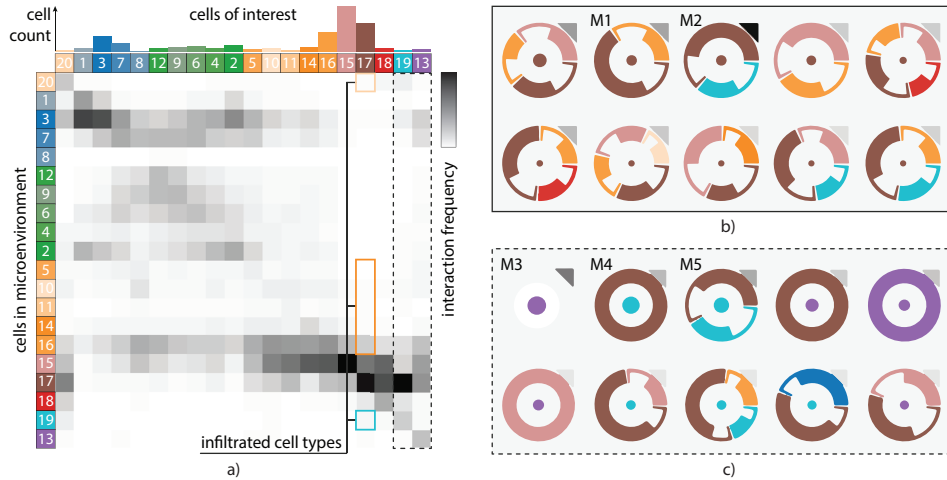 cells of interest
cell
count
20 1 3 7 8 12 9 6 4 2 5 10 11 14 16 15 17 18 19 13
cells in microenvironment
20
1
3
7
8
12
9
6
4
2
5
10
11
14
16
15
17
18
19
13
interaction frequency
infiltrated cell types
a)
M1 M2
b)
M3 M4 M5
c)